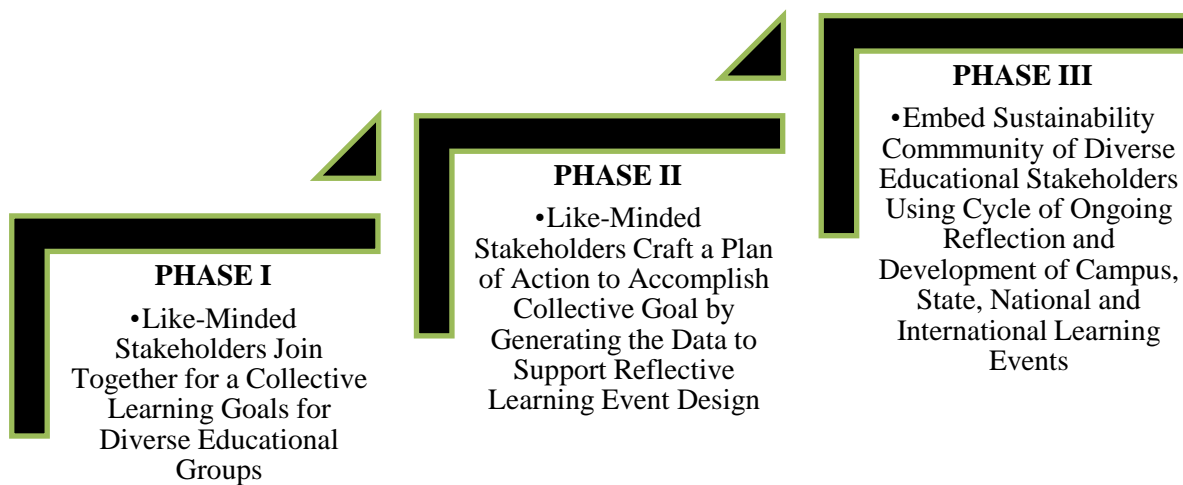 PHASE I
•Like-Minded
Stakeholders Join
Together for a Collective
Learning Goals for
Diverse Educational
Groups
PHASE II
•Like-Minded
Stakeholders Craft a Plan
of Action to Accomplish
Collective Goal by
Generating the Data to
Support Reflective
Learning Event Design
PHASE III
•Embed Sustainability
Commmunity of Diverse
Educational Stakeholders
Using Cycle of Ongoing
Reflection and
Development of Campus,
State, National and
International Learning
Events